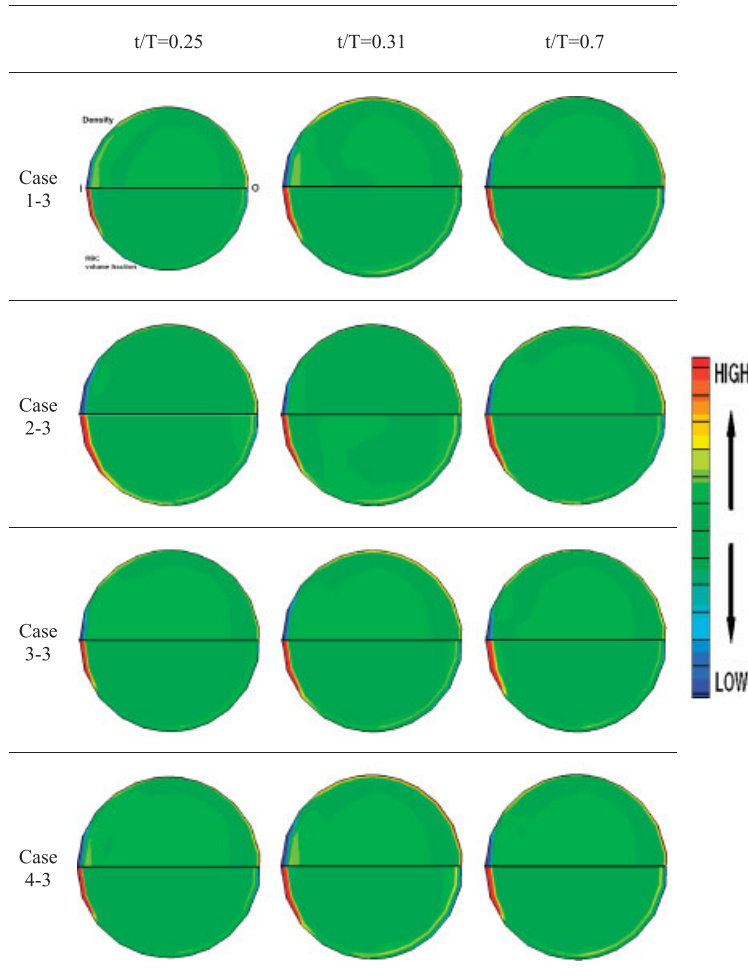 t/T=0.25
t/T=0.31
t/T=0.7
Case
1-3
Density
I
O
RBC
volume fraction
Case
2-3
Case
3-3
Case
4-3
HIGH
LOW